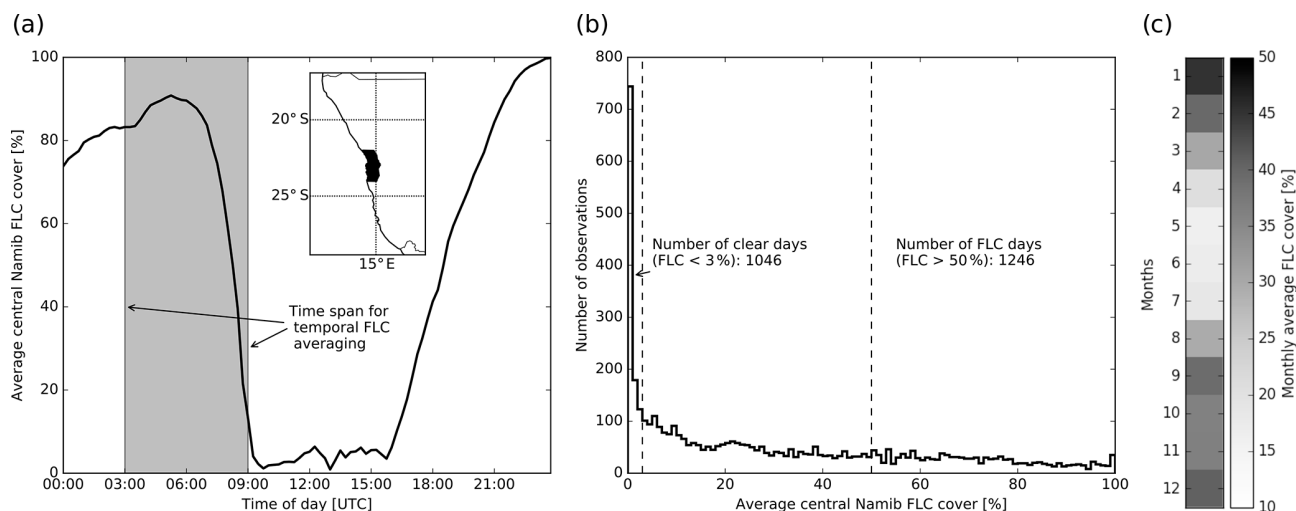 (a)
100
80
60
40
20
0
Average central Namib FLC cover [%]
00:00 03:00 06:00 09:00 12:00 15:00 18:00 21:00
Time of day [UTC]
Time span for
temporal FLC
averaging
20° S
25° S
15° E
(b)
800
700
600
500
400
300
200
100
0
Number of observations
0 20 40 60 80 100
Average central Namib FLC cover [%]
Number of clear days
(FLC < 3%): 1046
Number of FLC days
(FLC > 50%): 1246
(c)
Months
1
2
3
4
5
6
7
8
9
10
11
12
50
45
40
35
30
25
20
15
10
Monthly average FLC cover [%]